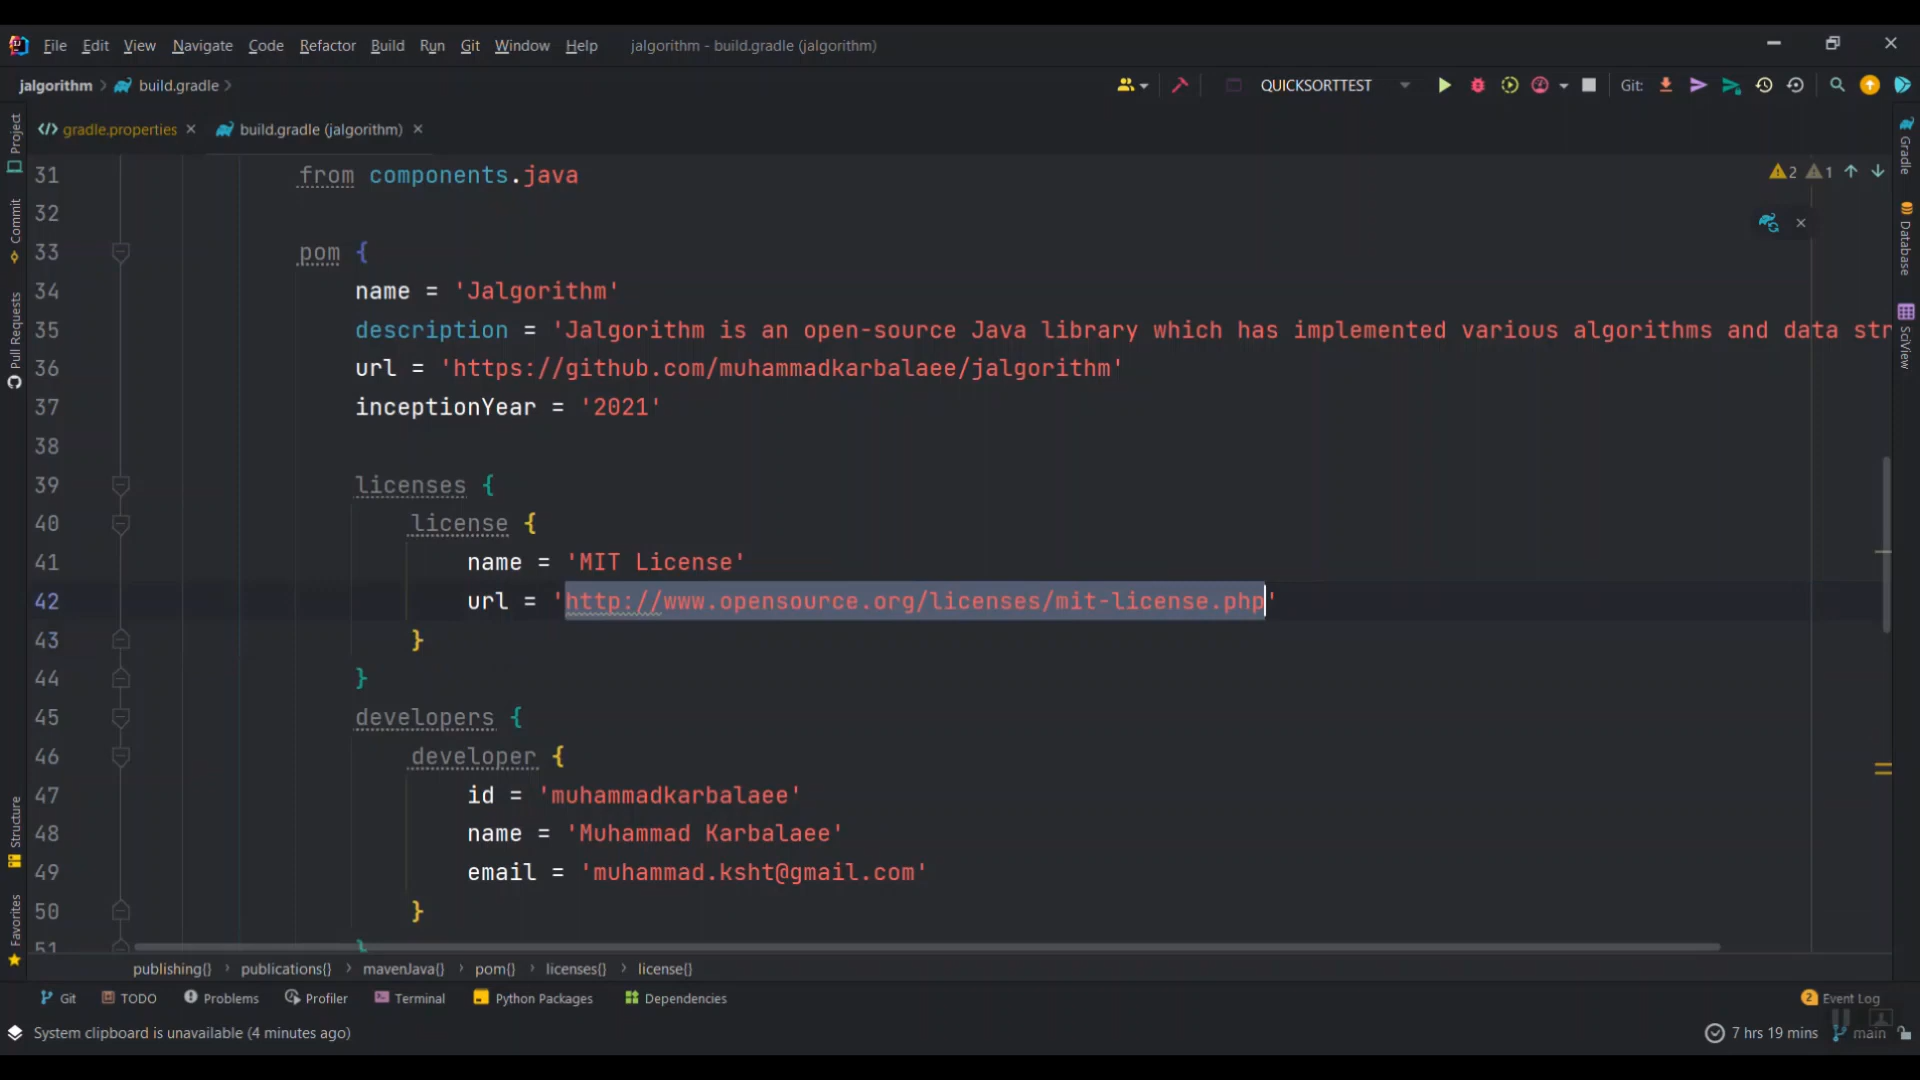 File Edit View Navigate Code Refactor Build Run Git Window Help jalgorithm - build.gradle (jalgorithm)
jalgorithm build.gradle QUICKSORTTEST Git:
gradle.properties build.gradle (jalgorithm)
2 1
31 from components.java
32
33 pom {
34 name = 'Jalgorithm'
35 description = 'Jalgorithm is an open-source Java library which has implemented various algorithms and data str
36 url = 'https://github.com/muhammadkarbalaee/jalgorithm'
37 inceptionYear = '2021'
38
39 licenses {
40 license {
41 name = 'MIT License'
42 url = 'http://www.opensource.org/licenses/mit-license.php'
43 }
44 }
45 developers {
46 developer {
47 id = 'muhammadkarbalaee'
48 name = 'Muhammad Karbalaee'
49 email = 'muhammad.ksht@gmail.com'
50 }
51 }
Project
Commit
Pull Requests
Structure
Favorites
Gradle
Database
SciView
publishing{} publications{} mavenJava{} pom{} licenses{} license{}
Git TODO Problems Profiler Terminal Python Packages Dependencies 2 Event Log
System clipboard is unavailable (4 minutes ago) 7 hrs 19 mins main